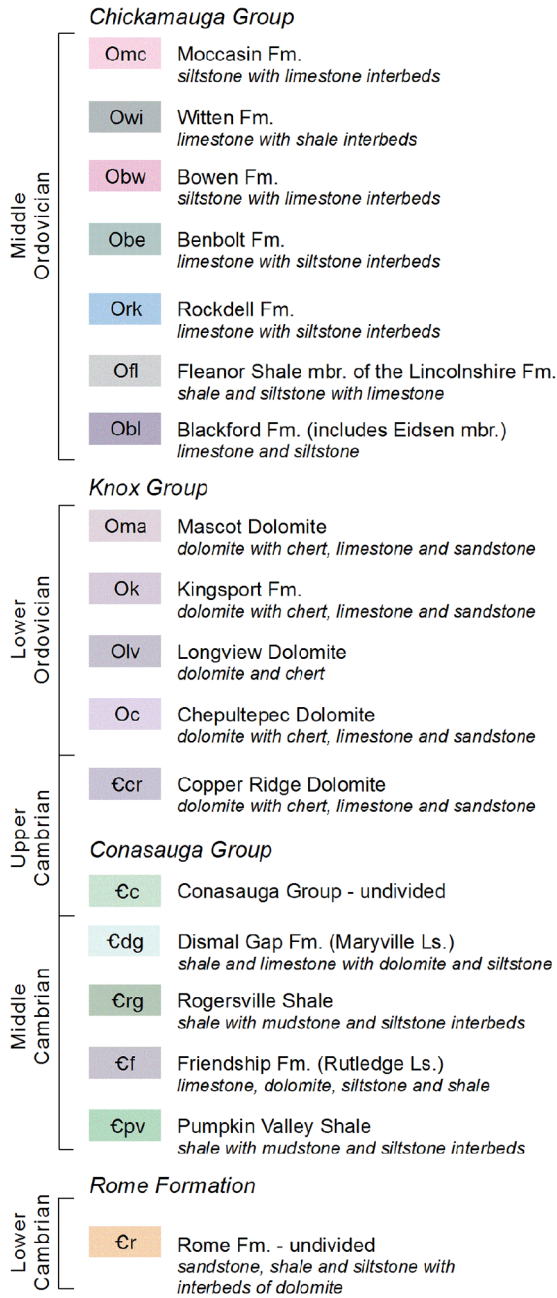 Chickamauga Group
Middle
Ordovician
Omc
Moccasin Fm.
siltstone with limestone interbeds
Owi
Witten Fm.
limestone with shale interbeds
Obw
Bowen Fm.
siltstone with limestone interbeds
Obe
Benbolt Fm.
limestone with siltstone interbeds
Ork
Rockdell Fm.
limestone with siltstone interbeds
Ofl
Fleanor Shale mbr. of the Lincolnshire Fm.
shale and siltstone with limestone
Obl
Blackford Fm. (includes Eidsen mbr.)
limestone and siltstone
Knox Group
Lower
Ordovician
Oma
Mascot Dolomite
dolomite with chert, limestone and sandstone
Ok
Kingsport Fm.
dolomite with chert, limestone and sandstone
Olv
Longview Dolomite
dolomite and chert
Oc
Chepultepec Dolomite
dolomite with chert, limestone and sandstone
Upper
Cambrian
€cr
Copper Ridge Dolomite
dolomite with chert, limestone and sandstone
Conasauga Group
€c
Conasauga Group - undivided
Middle
Cambrian
€dg
Dismal Gap Fm. (Maryville Ls.)
shale and limestone with dolomite and siltstone
€rg
Rogersville Shale
shale with mudstone and siltstone interbeds
€f
Friendship Fm. (Rutledge Ls.)
limestone, dolomite, siltstone and shale
€pv
Pumpkin Valley Shale
shale with mudstone and siltstone interbeds
Rome Formation
Lower
Cambrian
€r
Rome Fm. - undivided
sandstone, shale and siltstone with
interbeds of dolomite